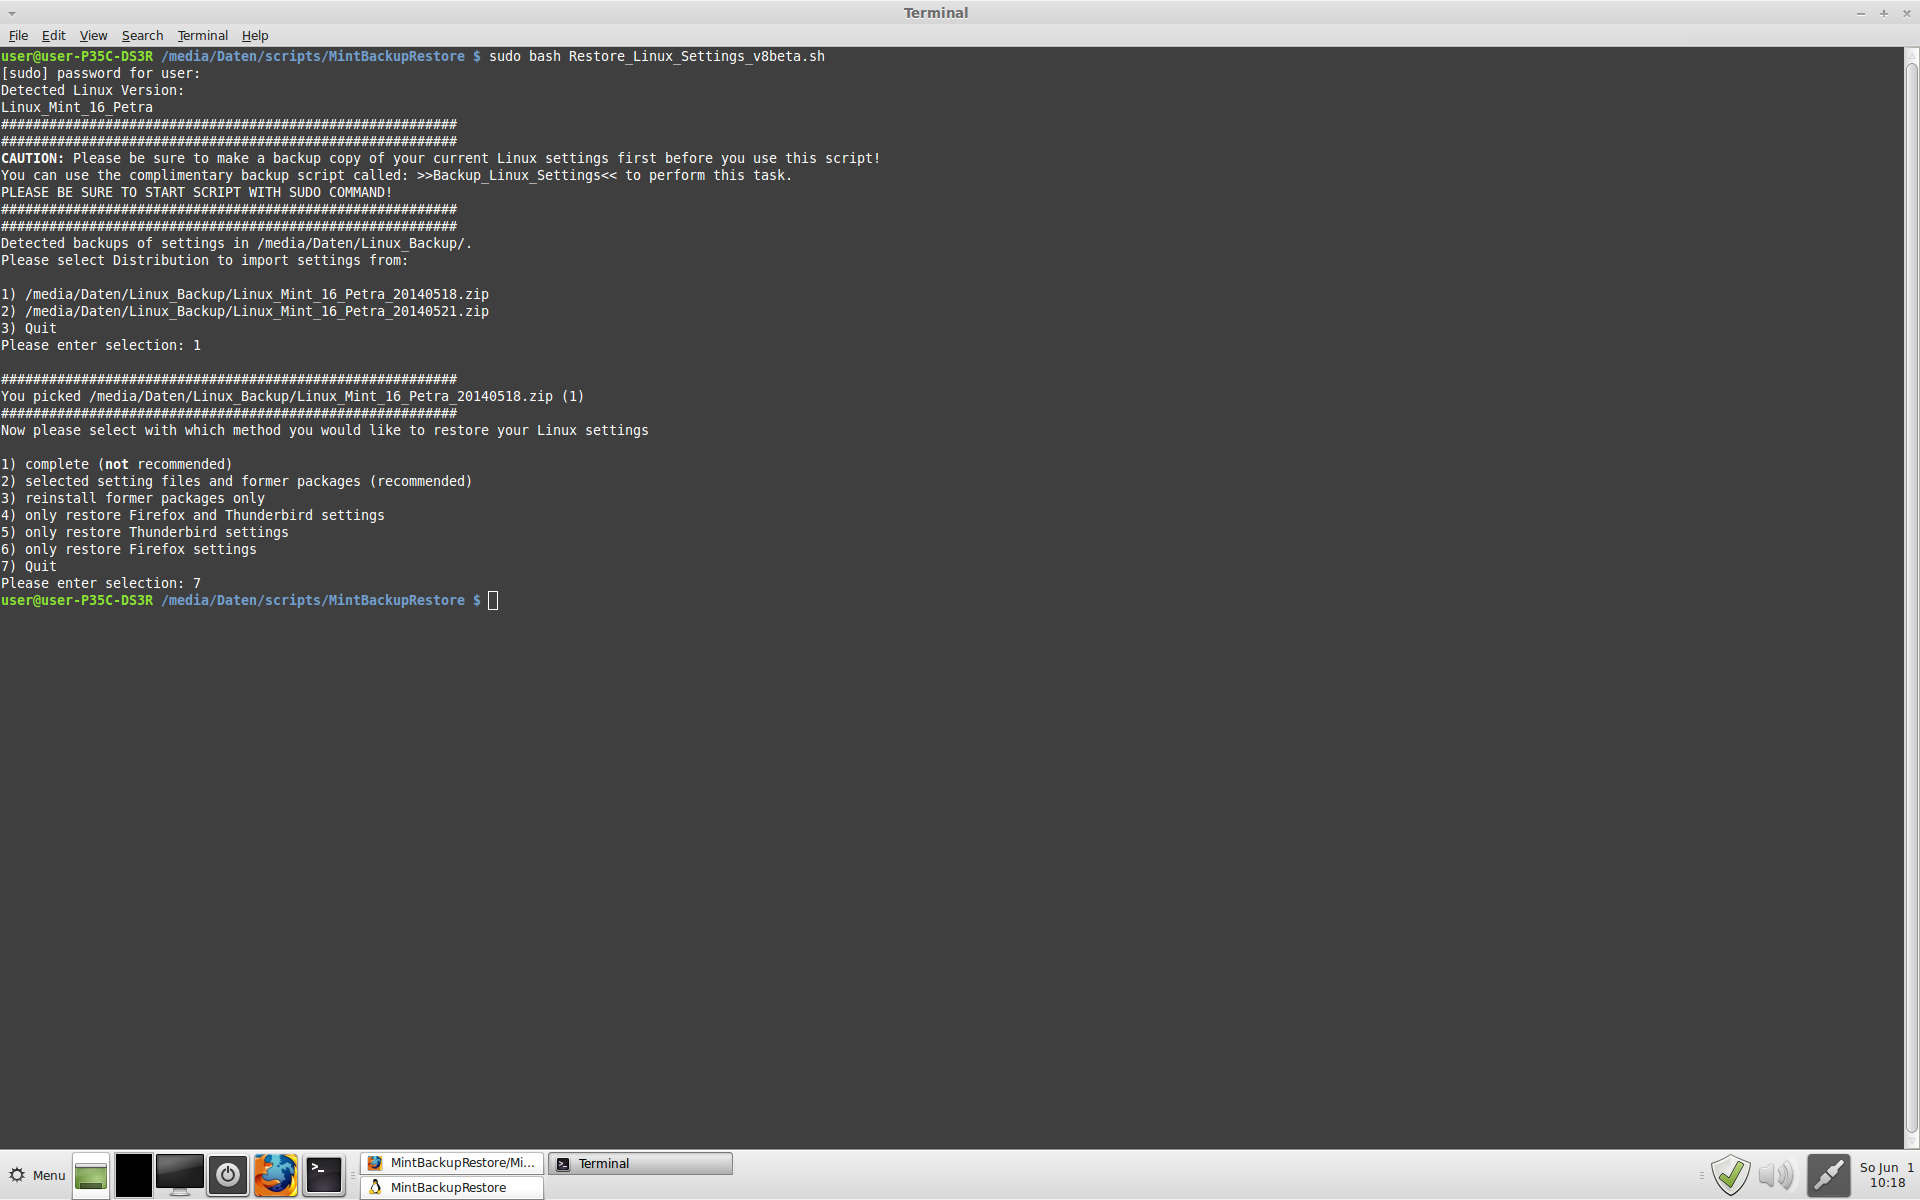 Terminal
File Edit View Search Terminal Help
user@user-P35C-DS3R /media/Daten/scripts/MintBackupRestore $ sudo bash Restore_Linux_Settings_v8beta.sh
[sudo] password for user:
Detected Linux Version:
Linux_Mint_16_Petra
#########################################################
#########################################################
CAUTION: Please be sure to make a backup copy of your current Linux settings first before you use this script!
You can use the complimentary backup script called: >>Backup_Linux_Settings<< to perform this task.
PLEASE BE SURE TO START SCRIPT WITH SUDO COMMAND!
#########################################################
#########################################################
Detected backups of settings in /media/Daten/Linux_Backup/.
Please select Distribution to import settings from:
1) /media/Daten/Linux_Backup/Linux_Mint_16_Petra_20140518.zip
2) /media/Daten/Linux_Backup/Linux_Mint_16_Petra_20140521.zip
3) Quit
Please enter selection: 1
#########################################################
You picked /media/Daten/Linux_Backup/Linux_Mint_16_Petra_20140518.zip (1)
#########################################################
Now please select with which method you would like to restore your Linux settings
1) complete (not recommended)
2) selected setting files and former packages (recommended)
3) reinstall former packages only
4) only restore Firefox and Thunderbird settings
5) only restore Thunderbird settings
6) only restore Firefox settings
7) Quit
Please enter selection: 7
user@user-P35C-DS3R /media/Daten/scripts/MintBackupRestore $
Menu
MintBackupRestore/Mi...
Terminal
MintBackupRestore
So Jun 1
10:18